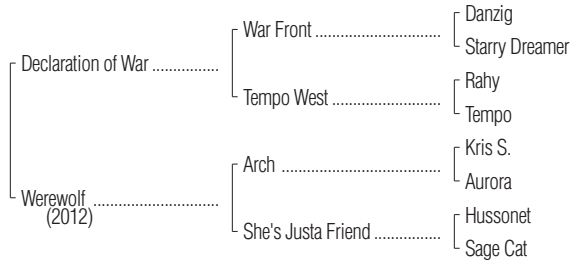 Danzig
War Front ................................
Starry Dreamer
Declaration of War ................
Rahy
Tempo West ...........................
Tempo
Kris S.
Arch ........................................
Aurora
Werewolf ...............................
(2012)
Hussonet
She's Justa Friend .................
Sage Cat